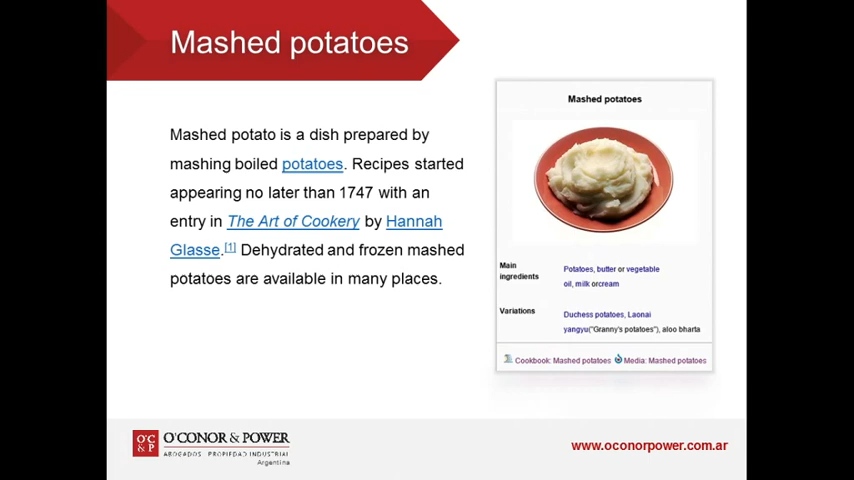 Mashed potatoes
Mashed potato is a dish prepared by
mashing boiled potatoes. Recipes started
appearing no later than 1747 with an
entry in The Art of Cookery by Hannah
Glasse.[1] Dehydrated and frozen mashed
potatoes are available in many places.
Mashed potatoes
Main
ingredients
Potatoes, butter or vegetable
oil, milk orcream
Variations
Duchess potatoes, Laonai
yangyu("Granny's potatoes"), aloo bharta
Cookbook: Mashed potatoes Media: Mashed potatoes
O'C & P
O'CONOR & POWER
ABOGADOS · PROPIEDAD INDUSTRIAL
Argentina
www.oconorpower.com.ar